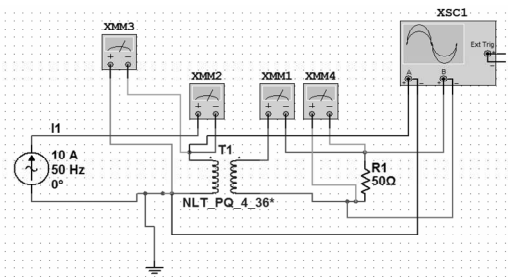 XSC1
XMM3
Ext Trig
+
-
XMM2
XMM1
XMM4
A
B
+ -
+ -
+ -
+ -
+ -
+ -
I1
T1
10 A
50 Hz
0°
R1
50Ω
NLT_PQ_4_36*